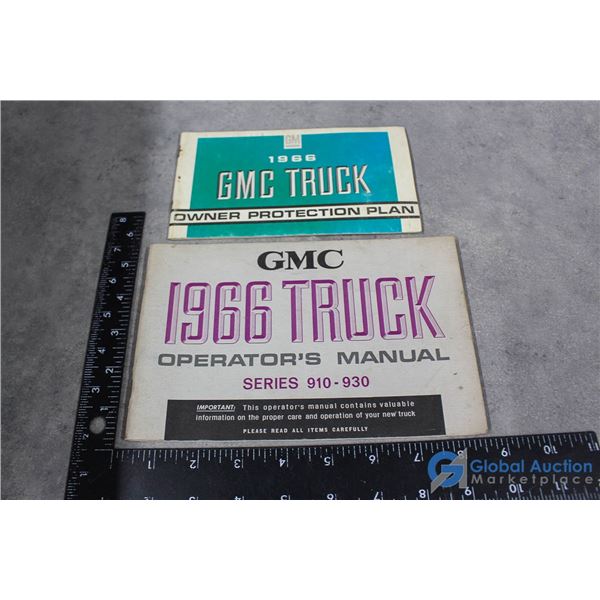 GM
1966
GMC TRUCK
OWNER PROTECTION PLAN
GMC
1966 TRUCK
OPERATOR'S MANUAL
SERIES 910-930
IMPORTANT: This operator's manual contains valuable
information on the proper care and operation of your new truck
PLEASE READ ALL ITEMS CAREFULLY
Global Auction
Marketplace